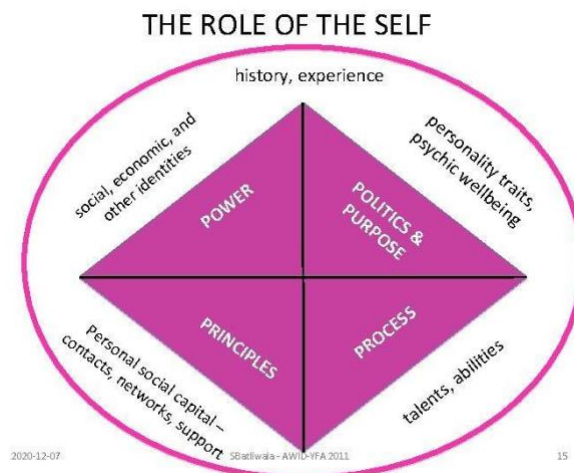 THE ROLE OF THE SELF
history, experience
social, economic, and
other identities
personality traits,
psychic wellbeing
POWER
POLITICS &
PURPOSE
PRINCIPLES
PROCESS
Personal social capital –
contacts, networks, support
talents, abilities
2020-12-07
SBatliwala - AWID-YFA 2011
15